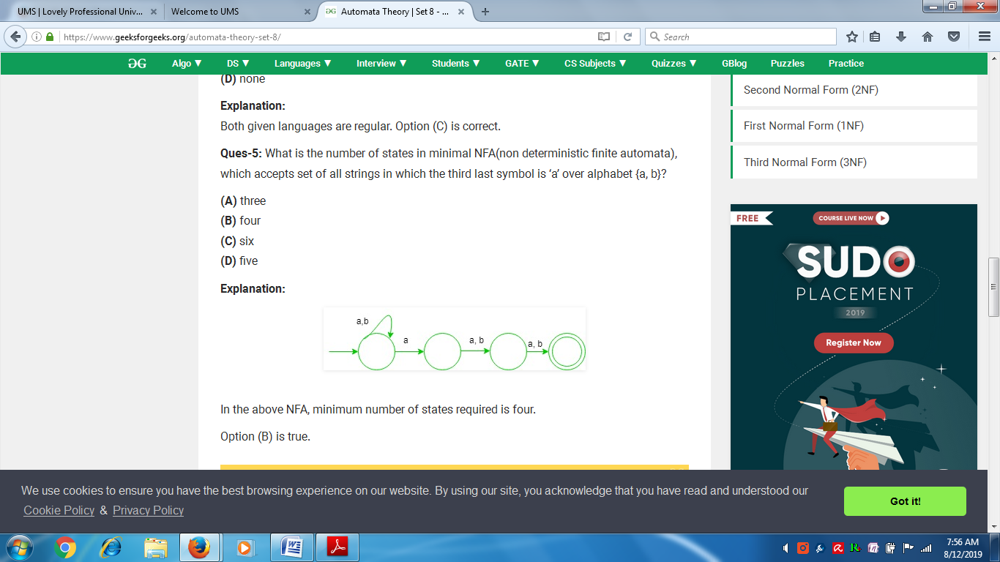 UMS | Lovely Professional Univ...
Welcome to UMS
Automata Theory | Set 8 - ...
https://www.geeksforgeeks.org/automata-theory-set-8/
Search
Algo ▼ DS ▼ Languages ▼ Interview ▼ Students ▼ GATE ▼ CS Subjects ▼ Quizzes ▼ GBlog Puzzles Practice
(D) none
Explanation:
Both given languages are regular. Option (C) is correct.
Ques-5: What is the number of states in minimal NFA(non deterministic finite automata),
which accepts set of all strings in which the third last symbol is ‘a’ over alphabet {a, b}?
(A) three
(B) four
(C) six
(D) five
Explanation:
a,b
a
a, b
a, b
In the above NFA, minimum number of states required is four.
Option (B) is true.
Second Normal Form (2NF)
First Normal Form (1NF)
Third Normal Form (3NF)
FREE
COURSE LIVE NOW
SUDO
PLACEMENT
2019
Register Now
We use cookies to ensure you have the best browsing experience on our website. By using our site, you acknowledge that you have read and understood our
Cookie Policy & Privacy Policy
Got it!
7:56 AM
8/12/2019